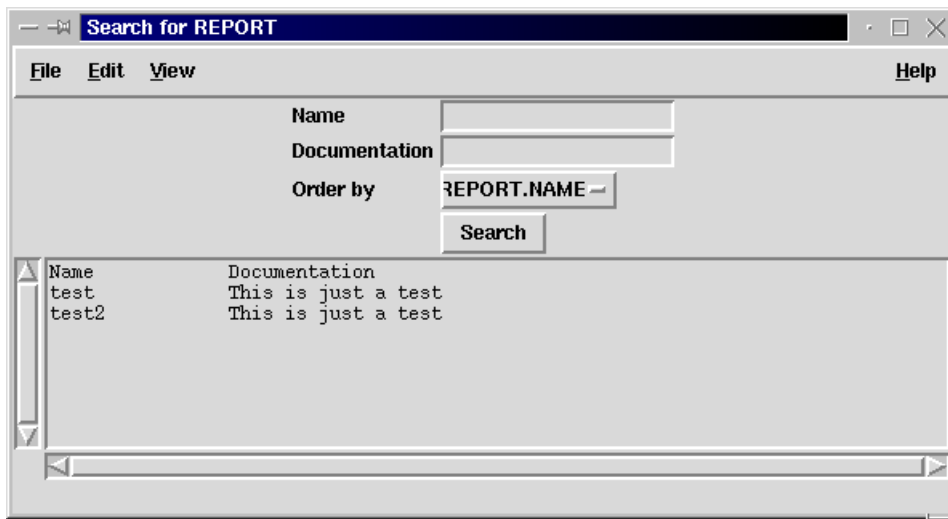 Search for REPORT
File Edit View Help
Name
Documentation
Order by REPORT.NAME
Search
Name Documentation
test This is just a test
test2 This is just a test